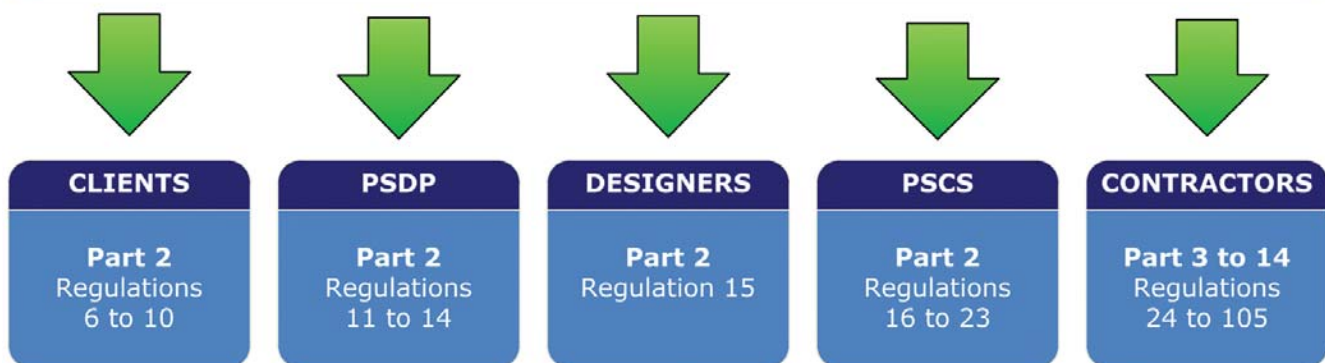 CLIENTS
Part 2
Regulations
6 to 10
PSDP
Part 2
Regulations
11 to 14
DESIGNERS
Part 2
Regulation 15
PSCS
Part 2
Regulations
16 to 23
CONTRACTORS
Part 3 to 14
Regulations
24 to 105